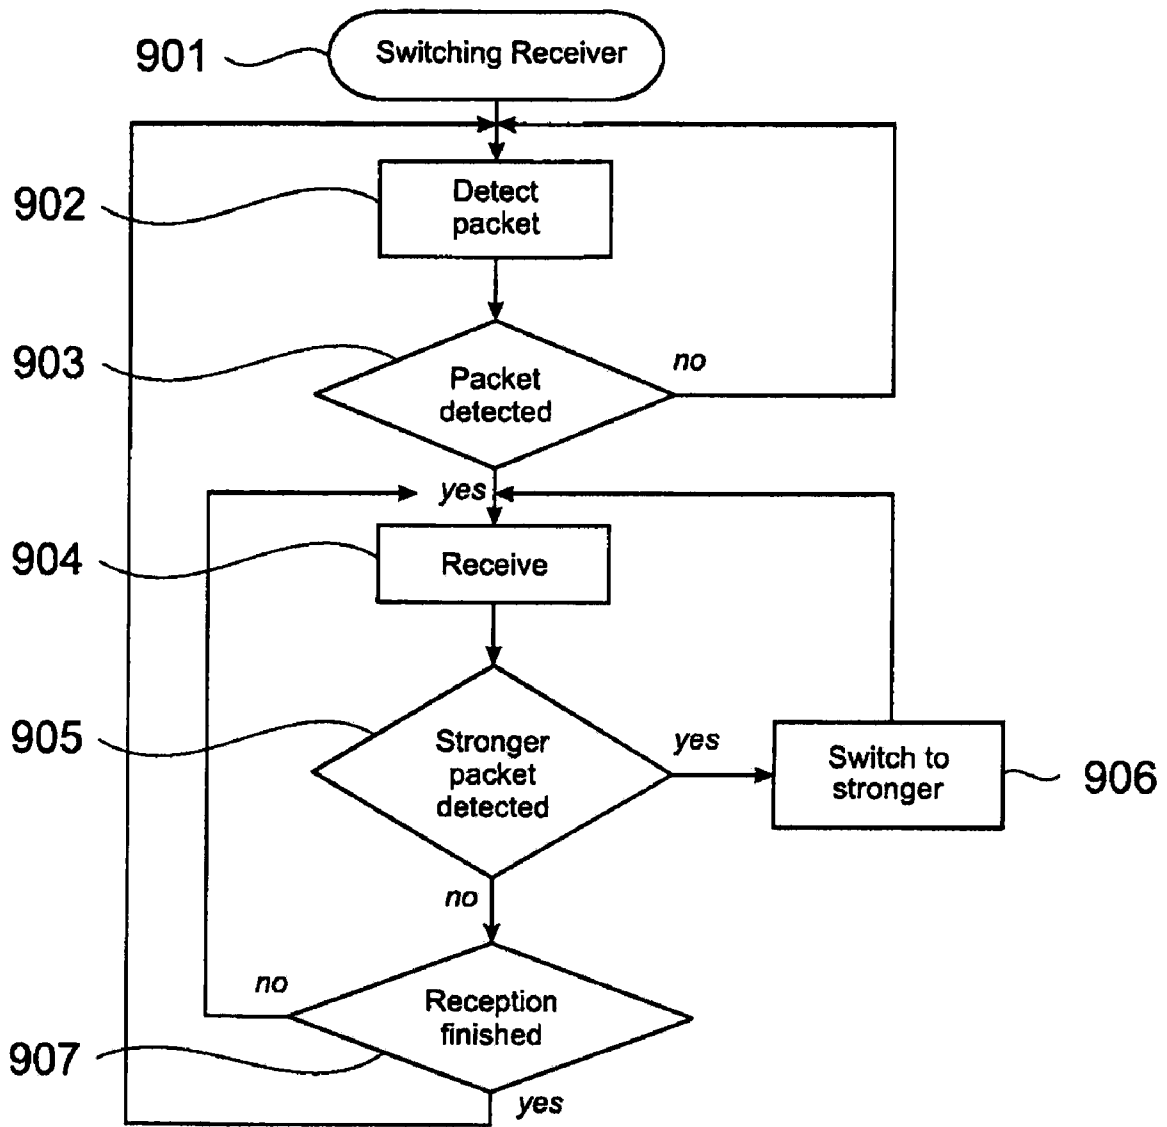 901
Switching Receiver
902
Detect
packet
903
Packet
detected
no
yes
904
Receive
905
Stronger
packet
detected
yes
Switch to
stronger
906
no
no
Reception
finished
907
yes